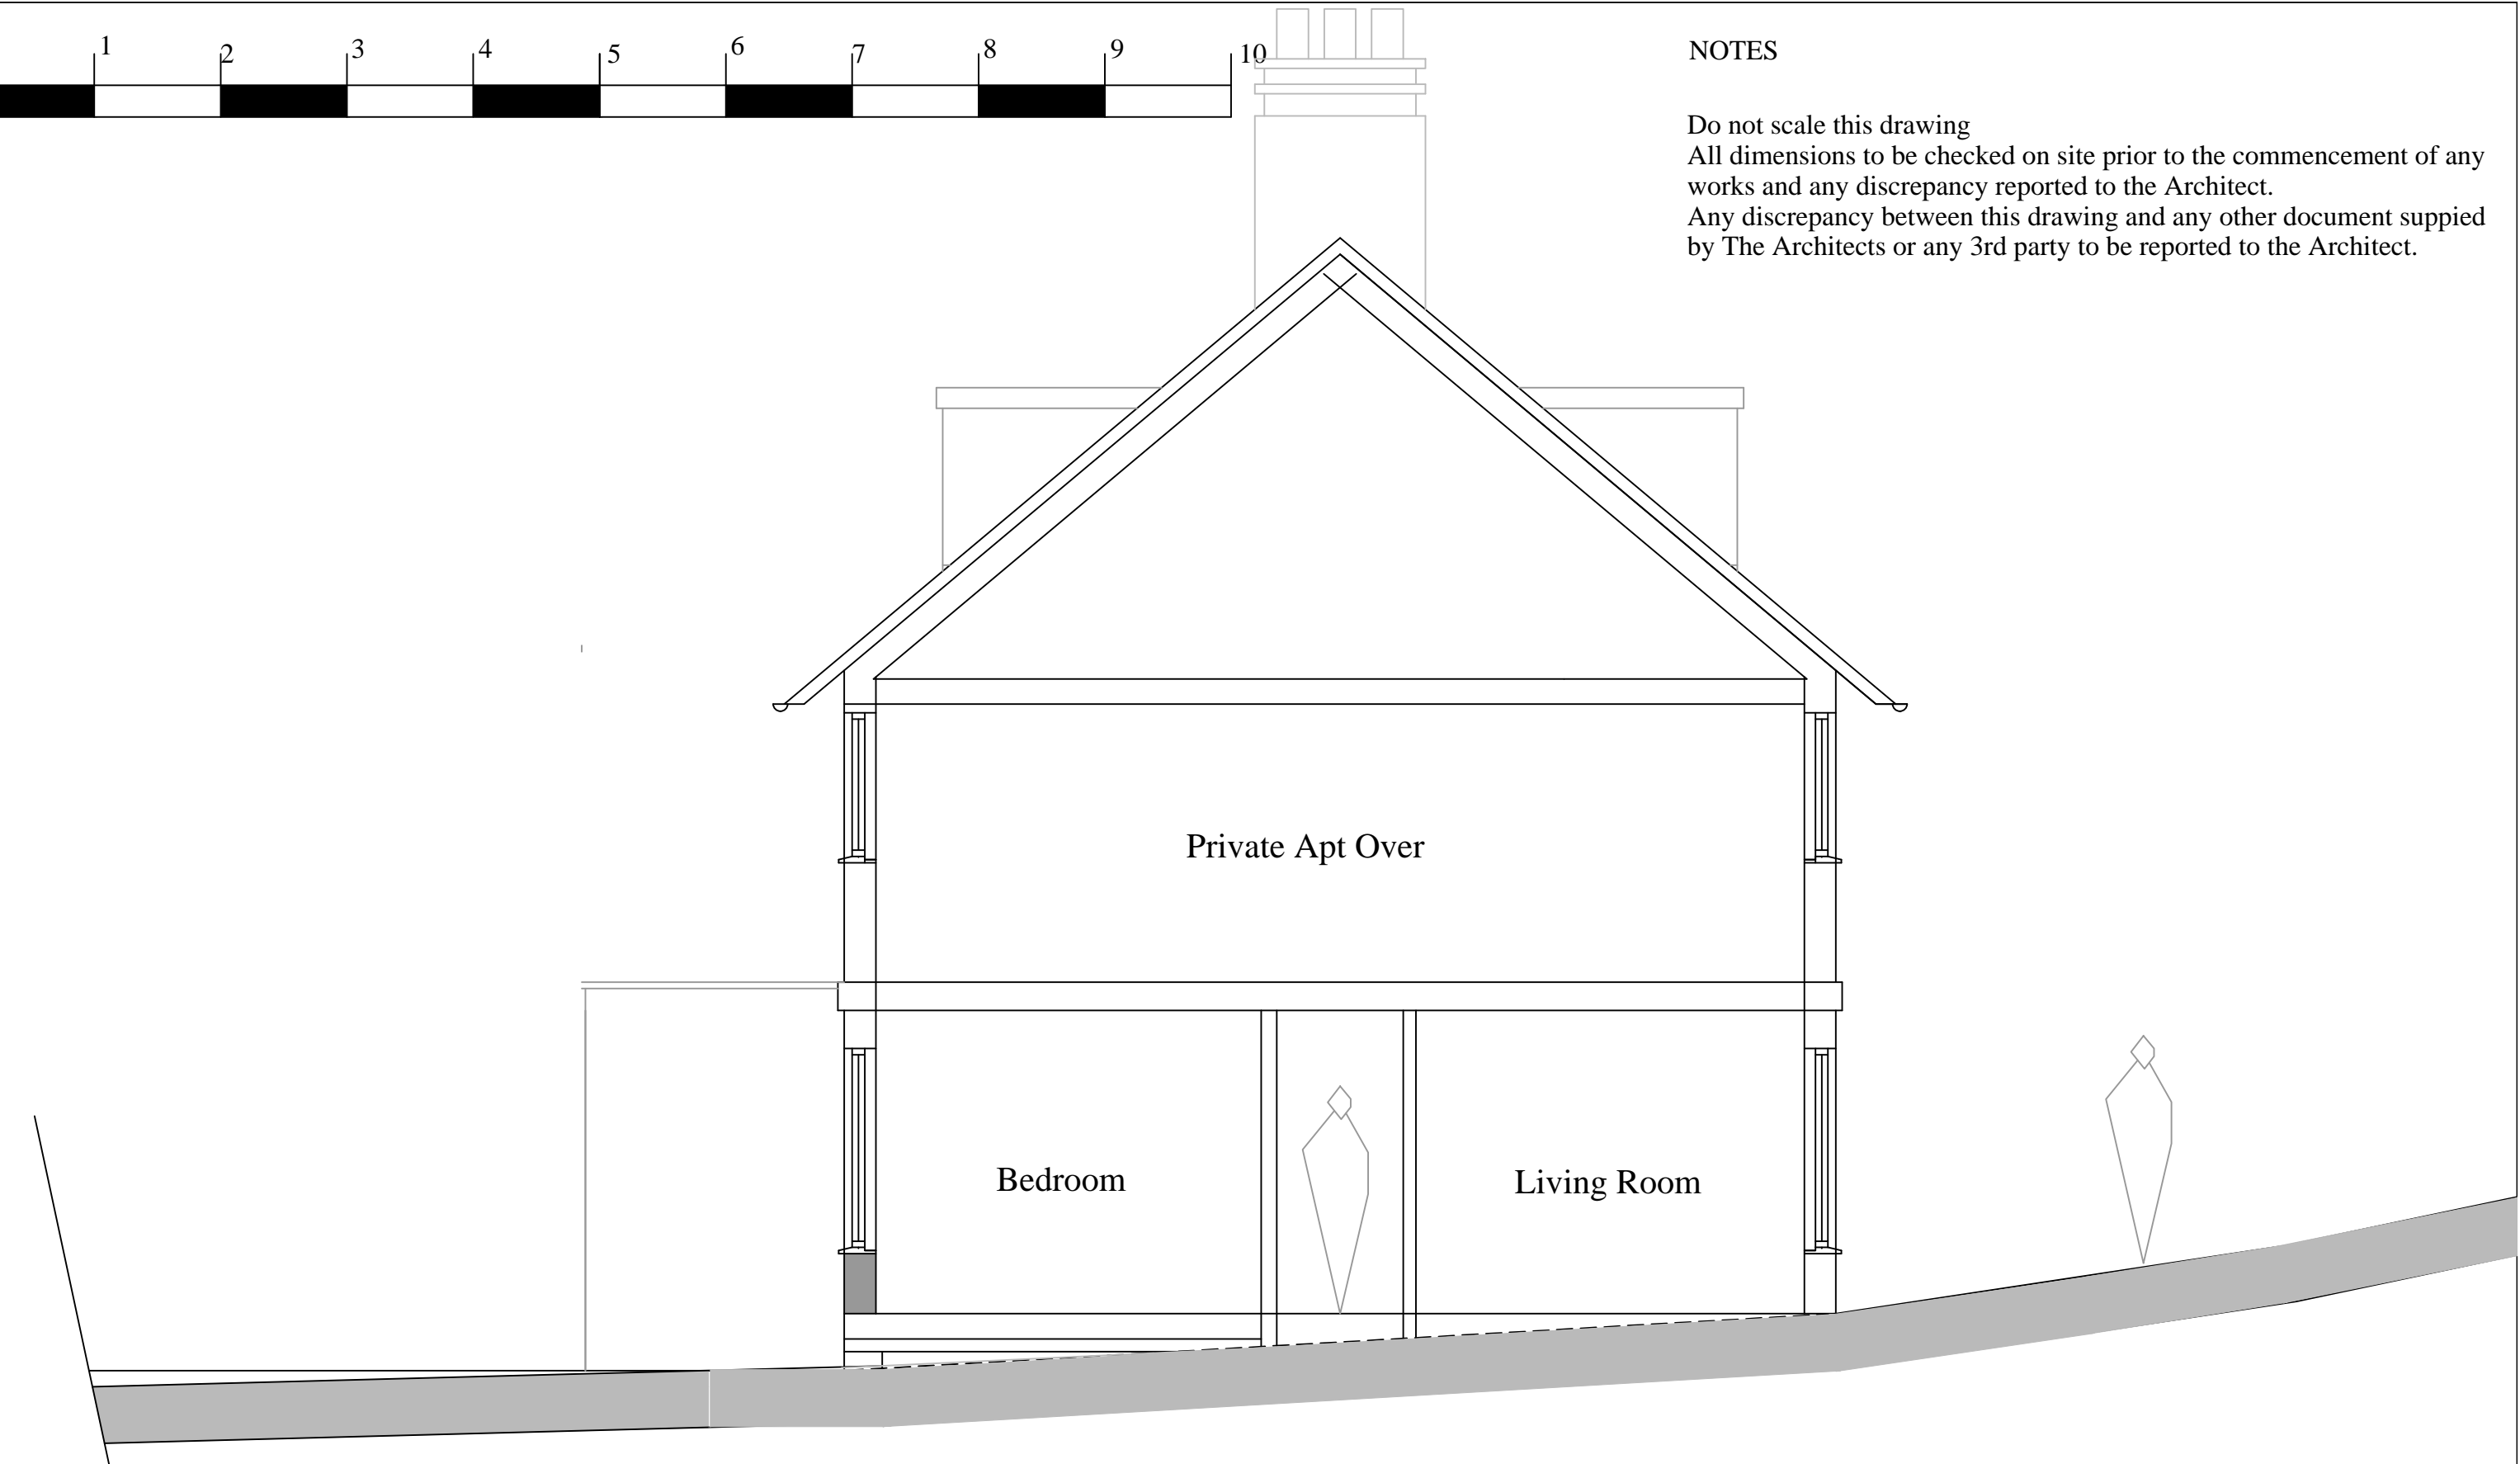 1 2 3 4 5 6 7 8 9 10
NOTES
Do not scale this drawing
All dimensions to be checked on site prior to the commencement of any
works and any discrepancy reported to the Architect.
Any discrepancy between this drawing and any other document suppied
by The Architects or any 3rd party to be reported to the Architect.
Private Apt Over
Bedroom
Living Room